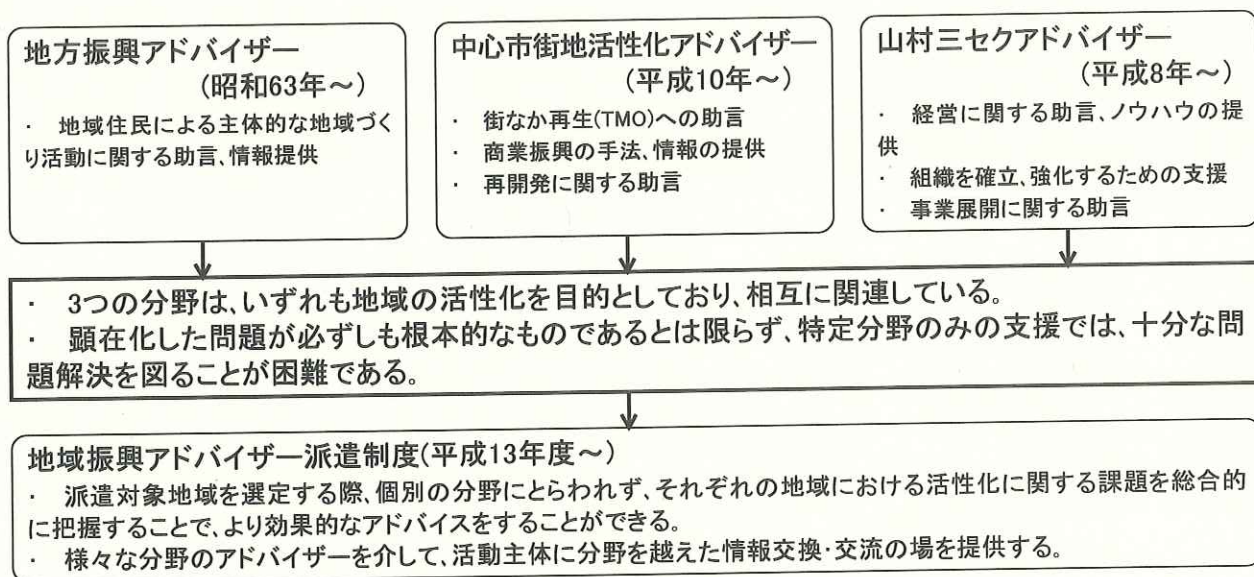 地方振興アドバイザー
(昭和63年～)
・ 地域住民による主体的な地域づく
り活動に関する助言、情報提供
中心市街地活性化アドバイザー
(平成10年～)
・ 街なか再生(TMO)への助言
・ 商業振興の手法、情報の提供
・ 再開発に関する助言
山村三セクアドバイザー
(平成8年～)
・ 経営に関する助言、ノウハウの提
供
・ 組織を確立、強化するための支援
・ 事業展開に関する助言
・ 3つの分野は、いずれも地域の活性化を目的としており、相互に関連している。
・ 顕在化した問題が必ずしも根本的なものであるとは限らず、特定分野のみの支援では、十分な問
題解決を図ることが困難である。
地域振興アドバイザー派遣制度(平成13年度～)
・ 派遣対象地域を選定する際、個別の分野にとらわれず、それぞれの地域における活性化に関する課題を総合的
に把握することで、より効果的なアドバイスをすることができる。
・ 様々な分野のアドバイザーを介して、活動主体に分野を越えた情報交換・交流の場を提供する。